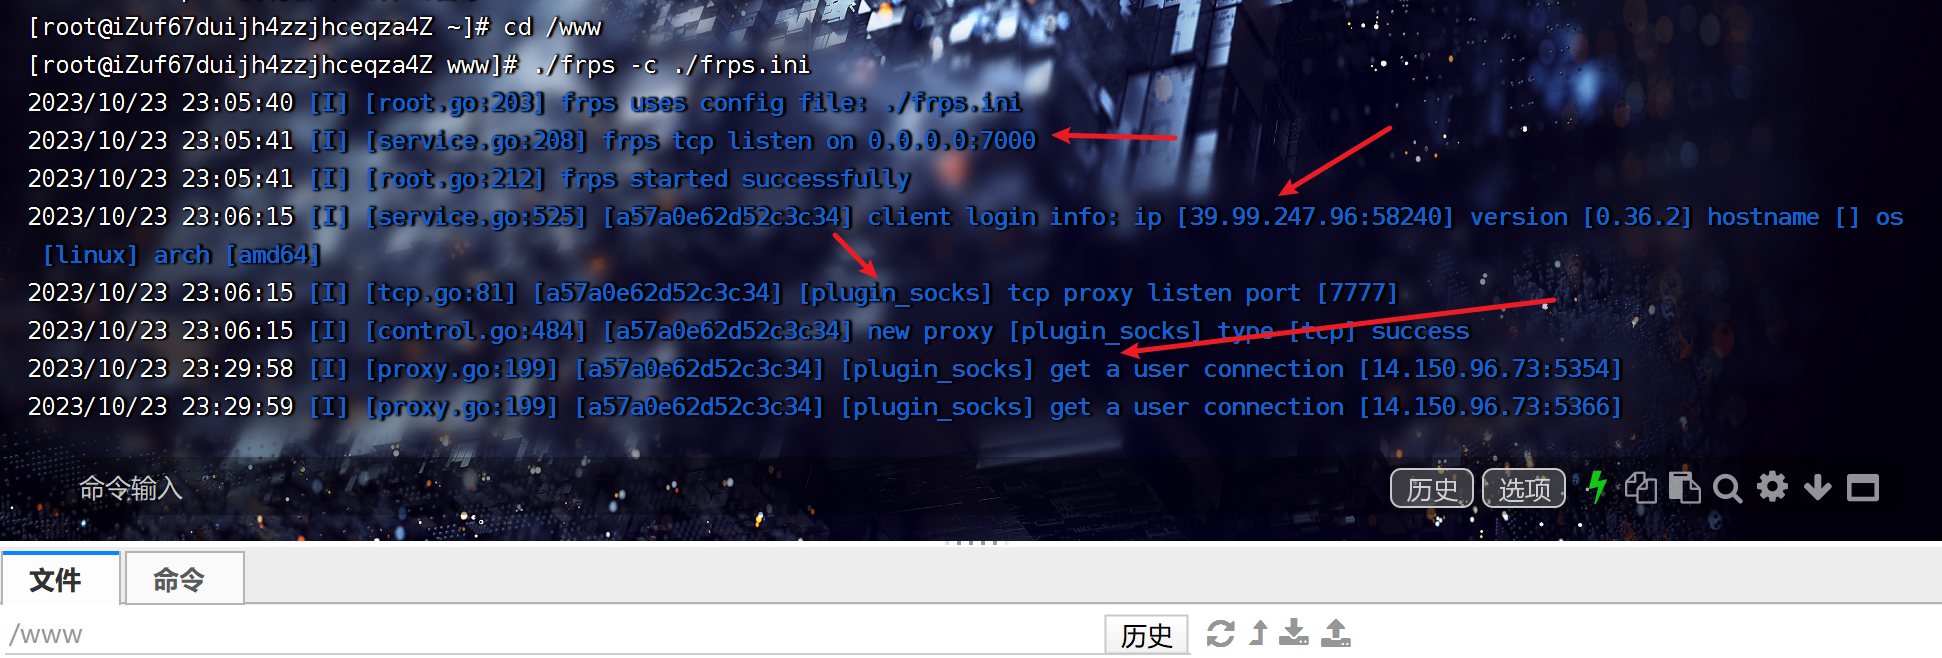 [root@iZuf67duijh4zzjhceqza4Z ~]# cd /www
[root@iZuf67duijh4zzjhceqza4Z www]# ./frps -c ./frps.ini
2023/10/23 23:05:40 [I] [root.go:203] frps uses config file: ./frps.ini
2023/10/23 23:05:41 [I] [service.go:208] frps tcp listen on 0.0.0.0:7000
2023/10/23 23:05:41 [I] [root.go:212] frps started successfully
2023/10/23 23:06:15 [I] [service.go:525] [a57a0e62d52c3c34] client login info: ip [39.99.247.96:58240] version [0.36.2] hostname [] os
[linux] arch [amd64]
2023/10/23 23:06:15 [I] [tcp.go:81] [a57a0e62d52c3c34] [plugin_socks] tcp proxy listen port [7777]
2023/10/23 23:06:15 [I] [control.go:484] [a57a0e62d52c3c34] new proxy [plugin_socks] type [tcp] success
2023/10/23 23:29:58 [I] [proxy.go:199] [a57a0e62d52c3c34] [plugin_socks] get a user connection [14.150.96.73:5354]
2023/10/23 23:29:59 [I] [proxy.go:199] [a57a0e62d52c3c34] [plugin_socks] get a user connection [14.150.96.73:5366]
命令输入 历史 选项
文件 命令
/www 历史